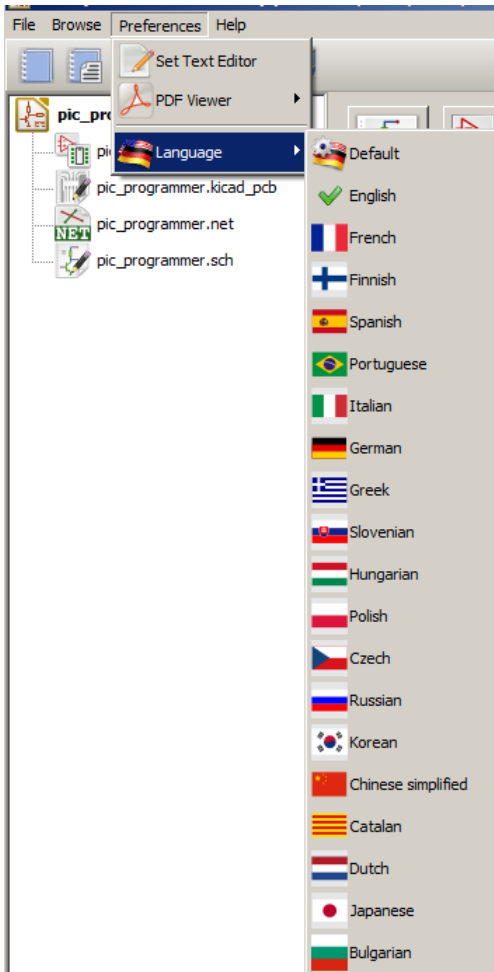 File Browse Preferences Help
Set Text Editor
PDF Viewer
Language
pic_pro
pi
pic_programmer.kicad_pcb
NET
pic_programmer.net
pic_programmer.sch
Default
English
French
Finnish
Spanish
Portuguese
Italian
German
Greek
Slovenian
Hungarian
Polish
Czech
Russian
Korean
Chinese simplified
Catalan
Dutch
Japanese
Bulgarian